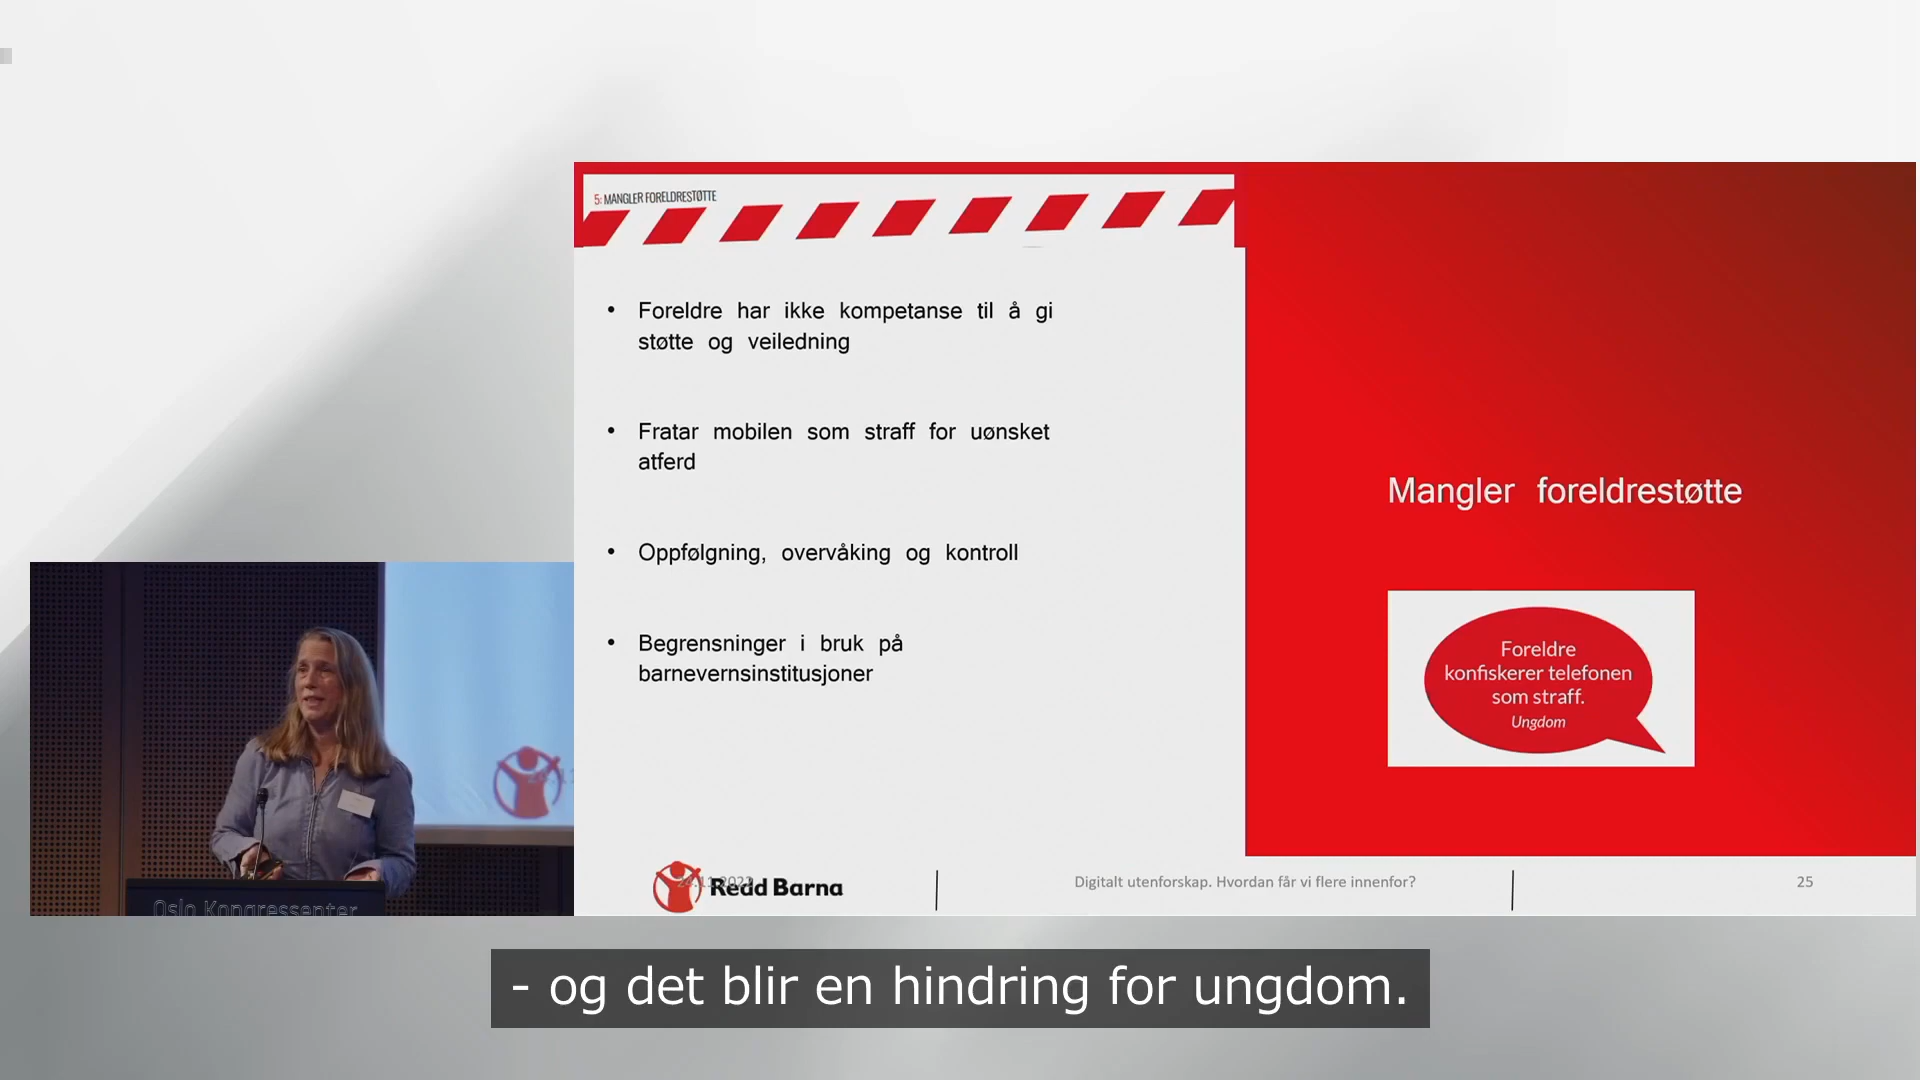 5: MANGLER FORELDRESTØTTE
• Foreldre har ikke kompetanse til å gi
støtte og veiledning
• Fratar mobilen som straff for uønsket
atferd
• Oppfølgning, overvåking og kontroll
• Begrensninger i bruk på
barnevernsinstitusjoner
Mangler foreldrestøtte
Foreldre
konfiskerer telefonen
som straff.
Ungdom
Redd Barna
Digitalt utenforskap. Hvordan får vi flere innenfor?
25
Oslo Kongressenter
- og det blir en hindring for ungdom.